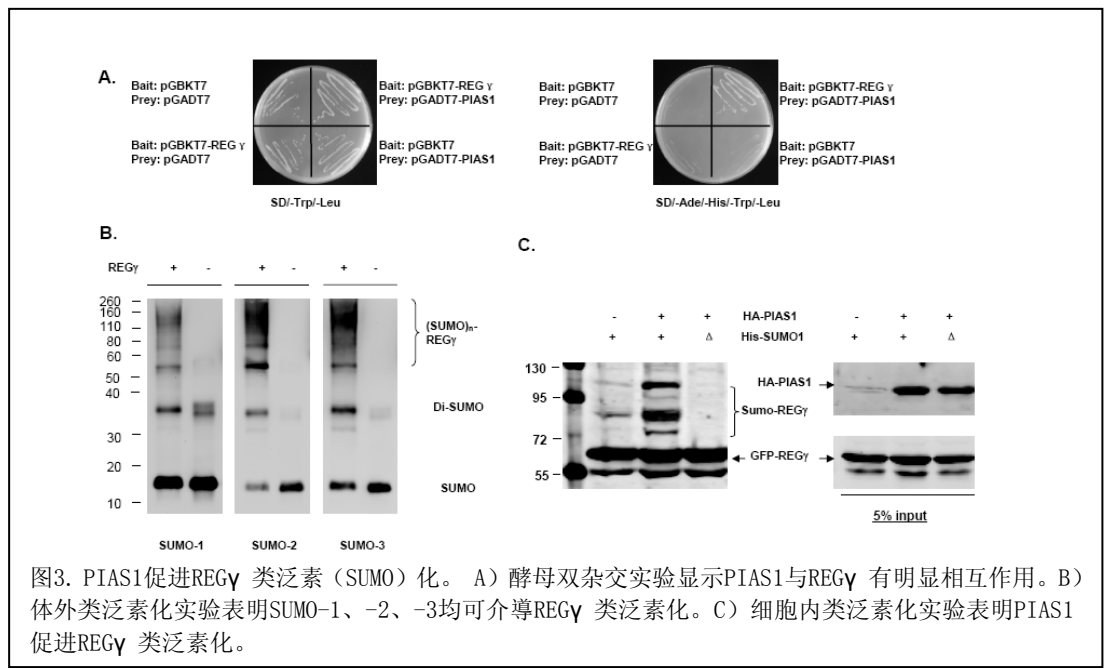 A.
Bait: pGBKT7
Prey: pGADT7
Bait: pGBKT7-REG γ
Prey: pGADT7-PIAS1
Bait: pGBKT7-REG γ
Prey: pGADT7
Bait: pGBKT7
Prey: pGADT7-PIAS1
SD/-Trp/-Leu
Bait: pGBKT7
Prey: pGADT7
Bait: pGBKT7-REG γ
Prey: pGADT7-PIAS1
Bait: pGBKT7-REG γ
Prey: pGADT7
Bait: pGBKT7
Prey: pGADT7-PIAS1
SD/-Ade/-His/-Trp/-Leu
B.
REGγ + - + - + -
260
160
110
80
60
50
40
30
20
10
(SUMO)n-
REGγ
Di-SUMO
SUMO
SUMO-1 SUMO-2 SUMO-3
C.
- + + HA-PIAS1 - + +
+ + Δ His-SUMO1 + + Δ
130
95
72
55
HA-PIAS1
Sumo-REGγ
GFP-REGγ
5% input
图3. PIAS1促进REGγ 类泛素（SUMO）化。 A）酵母双杂交实验显示PIAS1与REGγ 有明显相互作用。B）
体外类泛素化实验表明SUMO-1、-2、-3均可介導REGγ 类泛素化。C）细胞内类泛素化实验表明PIAS1
促进REGγ 类泛素化。